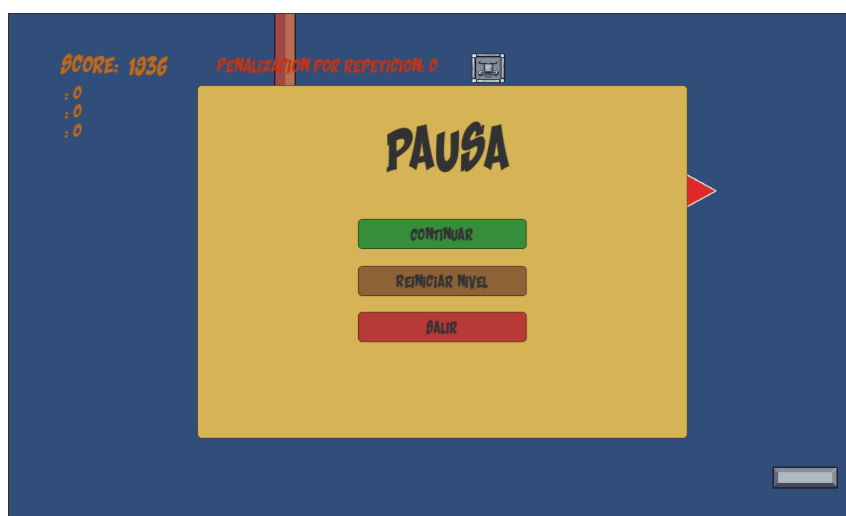 SCORE: 1936
PENALIZACION POR REPETICION: 0
: 0
: 0
: 0
PAUSA
CONTINUAR
REINICIAR NIVEL
SALIR